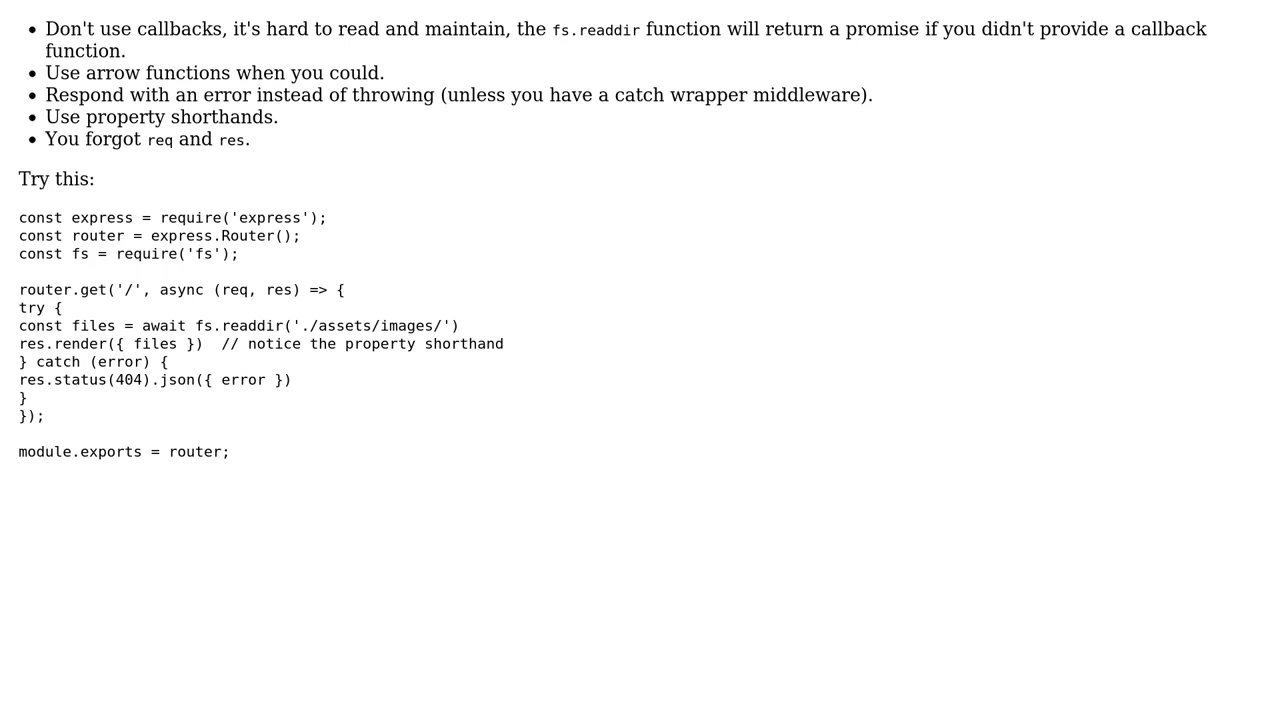 • Don't use callbacks, it's hard to read and maintain, the fs.readdir function will return a promise if you didn't provide a callback
function.
• Use arrow functions when you could.
• Respond with an error instead of throwing (unless you have a catch wrapper middleware).
• Use property shorthands.
• You forgot req and res.
Try this:
const express = require('express');
const router = express.Router();
const fs = require('fs');
router.get('/', async (req, res) => {
try {
const files = await fs.readdir('./assets/images/')
res.render({ files })  // notice the property shorthand
} catch (error) {
res.status(404).json({ error })
}
});
module.exports = router;